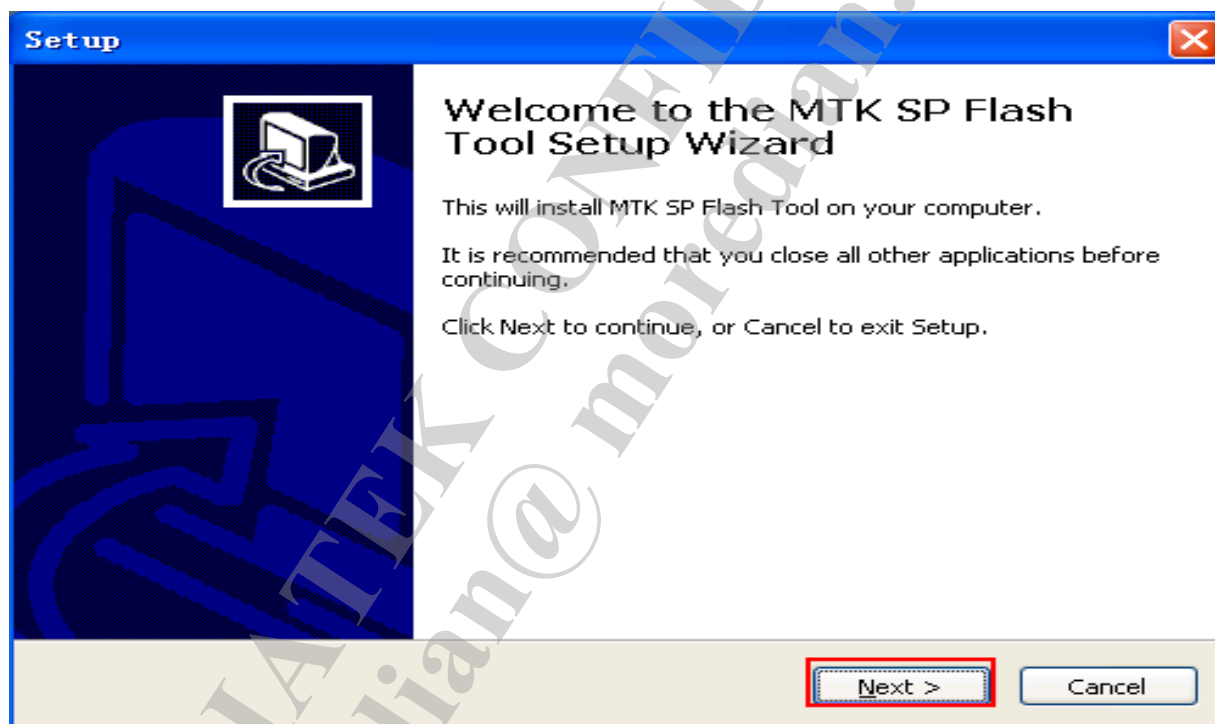 Setup
Welcome to the MTK SP Flash
Tool Setup Wizard
This will install MTK SP Flash Tool on your computer.
It is recommended that you close all other applications before
continuing.
Click Next to continue, or Cancel to exit Setup.
Next >
Cancel